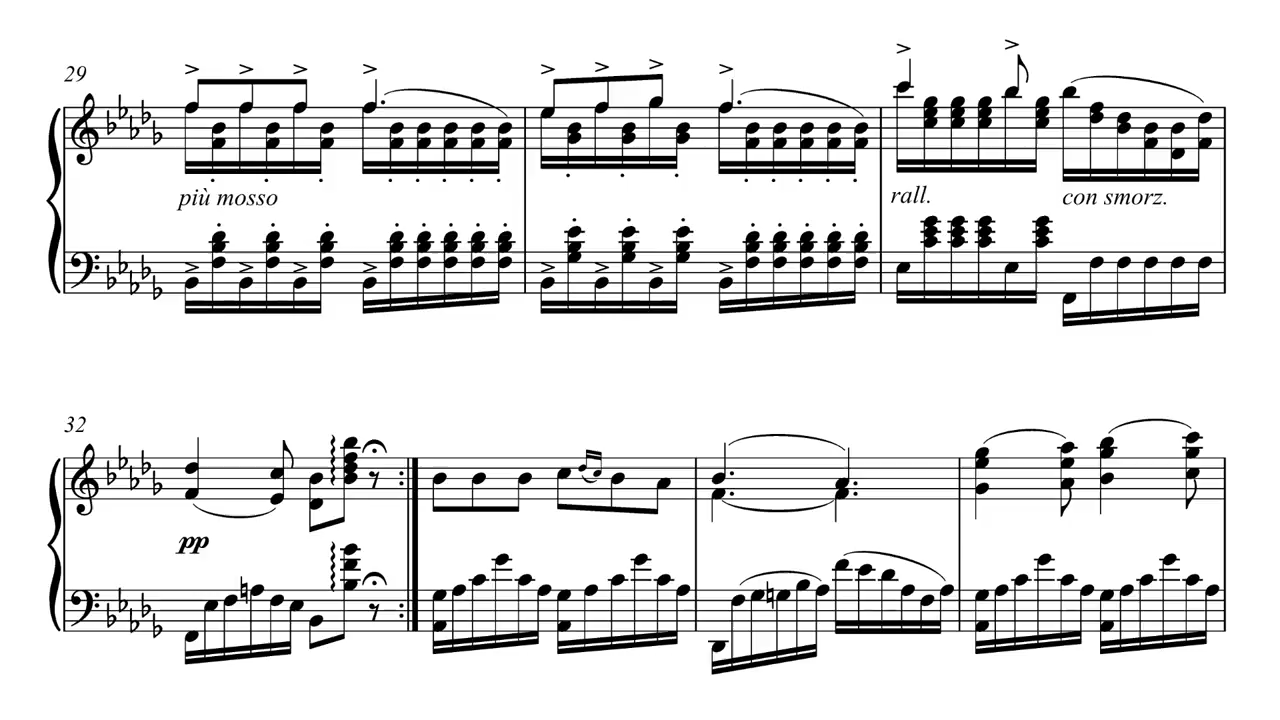 29
più mosso
rall.
con smorz.
32
pp